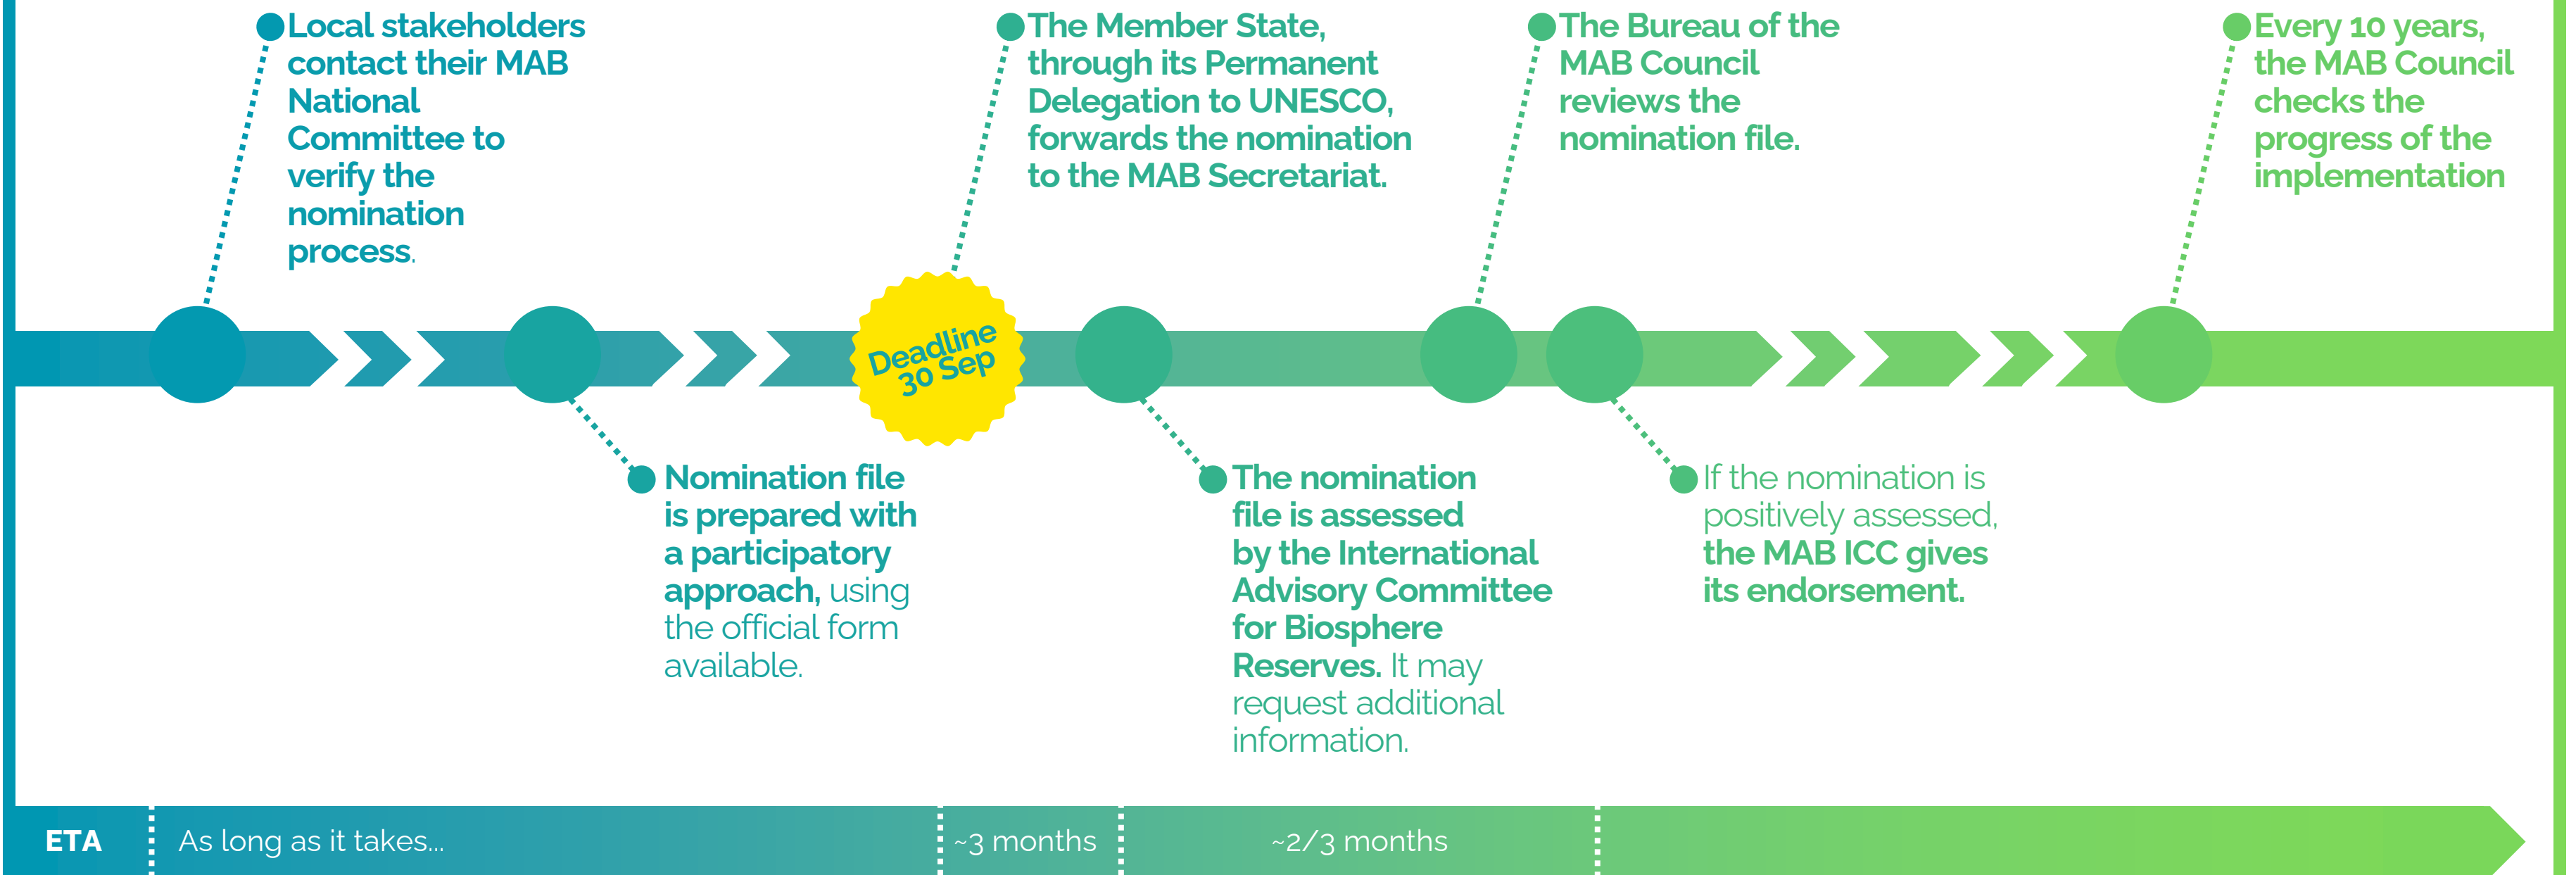 Local stakeholders
contact their MAB
National
Committee to
verify the
nomination
process.
The Member State,
through its Permanent
Delegation to UNESCO,
forwards the nomination
to the MAB Secretariat.
The Bureau of the
MAB Council
reviews the
nomination file.
Every 10 years,
the MAB Council
checks the
progress of the
implementation
Deadline
30 Sep
Nomination file
is prepared with
a participatory
approach, using
the official form
available.
The nomination
file is assessed
by the International
Advisory Committee
for Biosphere
Reserves. It may
request additional
information.
If the nomination is
positively assessed,
the MAB ICC gives
its endorsement.
ETA
As long as it takes...
~3 months
~2/3 months